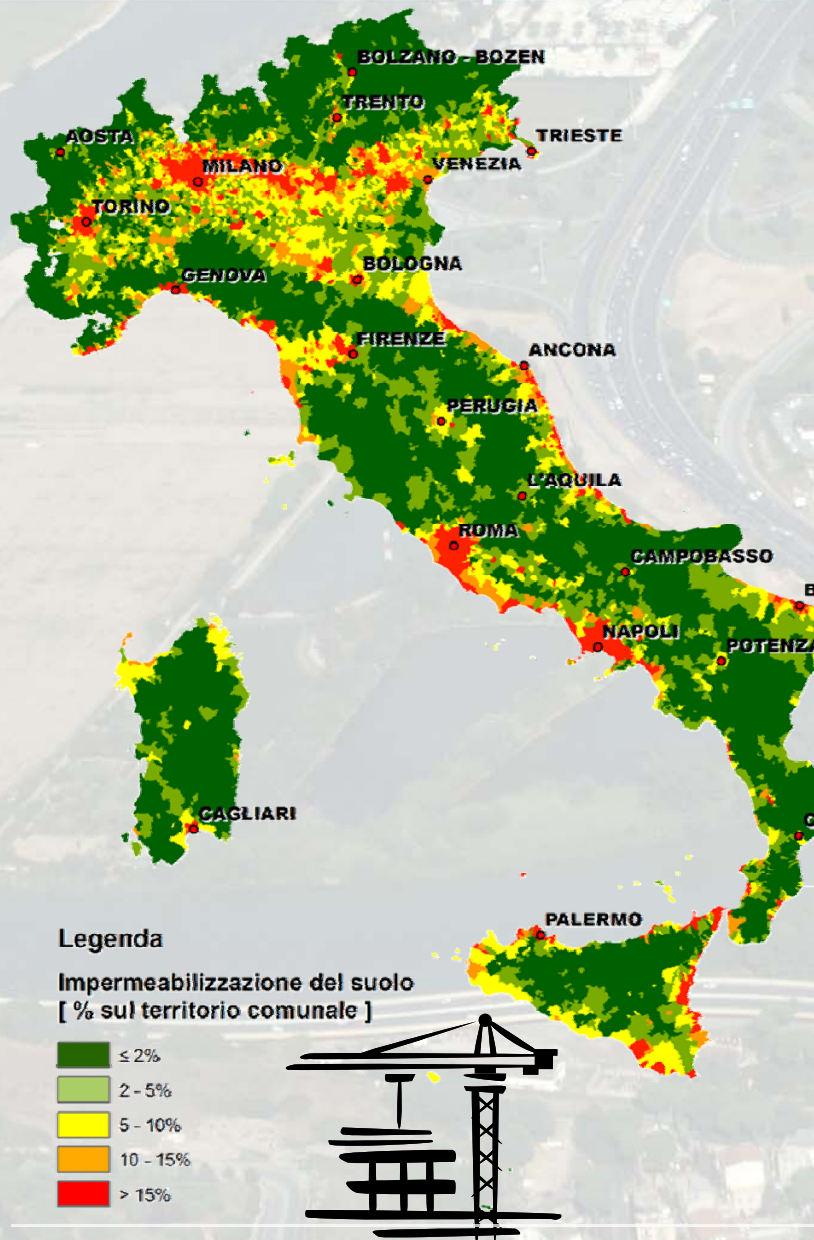 BOLZANO - BOZEN
TRENTO
AOSTA
TRIESTE
MILANO
VENEZIA
TORINO
BOLOGNA
GENOVA
FIRENZE
ANCONA
PERUGIA
L'AQUILA
ROMA
CAMPOBASSO
B
NAPOLI
POTENZA
CAGLIARI
C
PALERMO
Legenda
Impermeabilizzazione del suolo
[ % sul territorio comunale ]
≤ 2%
2 - 5%
5 - 10%
10 - 15%
> 15%